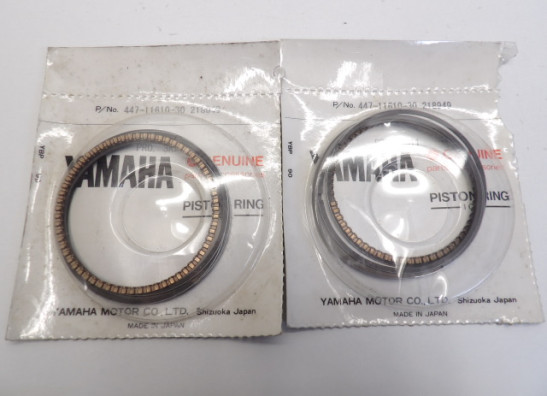 P/No. 447-11610-30
YAMAHA
GENUINE
PISTON RING
YAMAHA MOTOR CO., LTD. Shizuoka Japan
MADE IN JAPAN
P/No. 447-11610-30 218949
YAMAHA
GENUINE
PISTON RING
YAMAHA MOTOR CO., LTD. Shizuoka Japan
MADE IN JAPAN